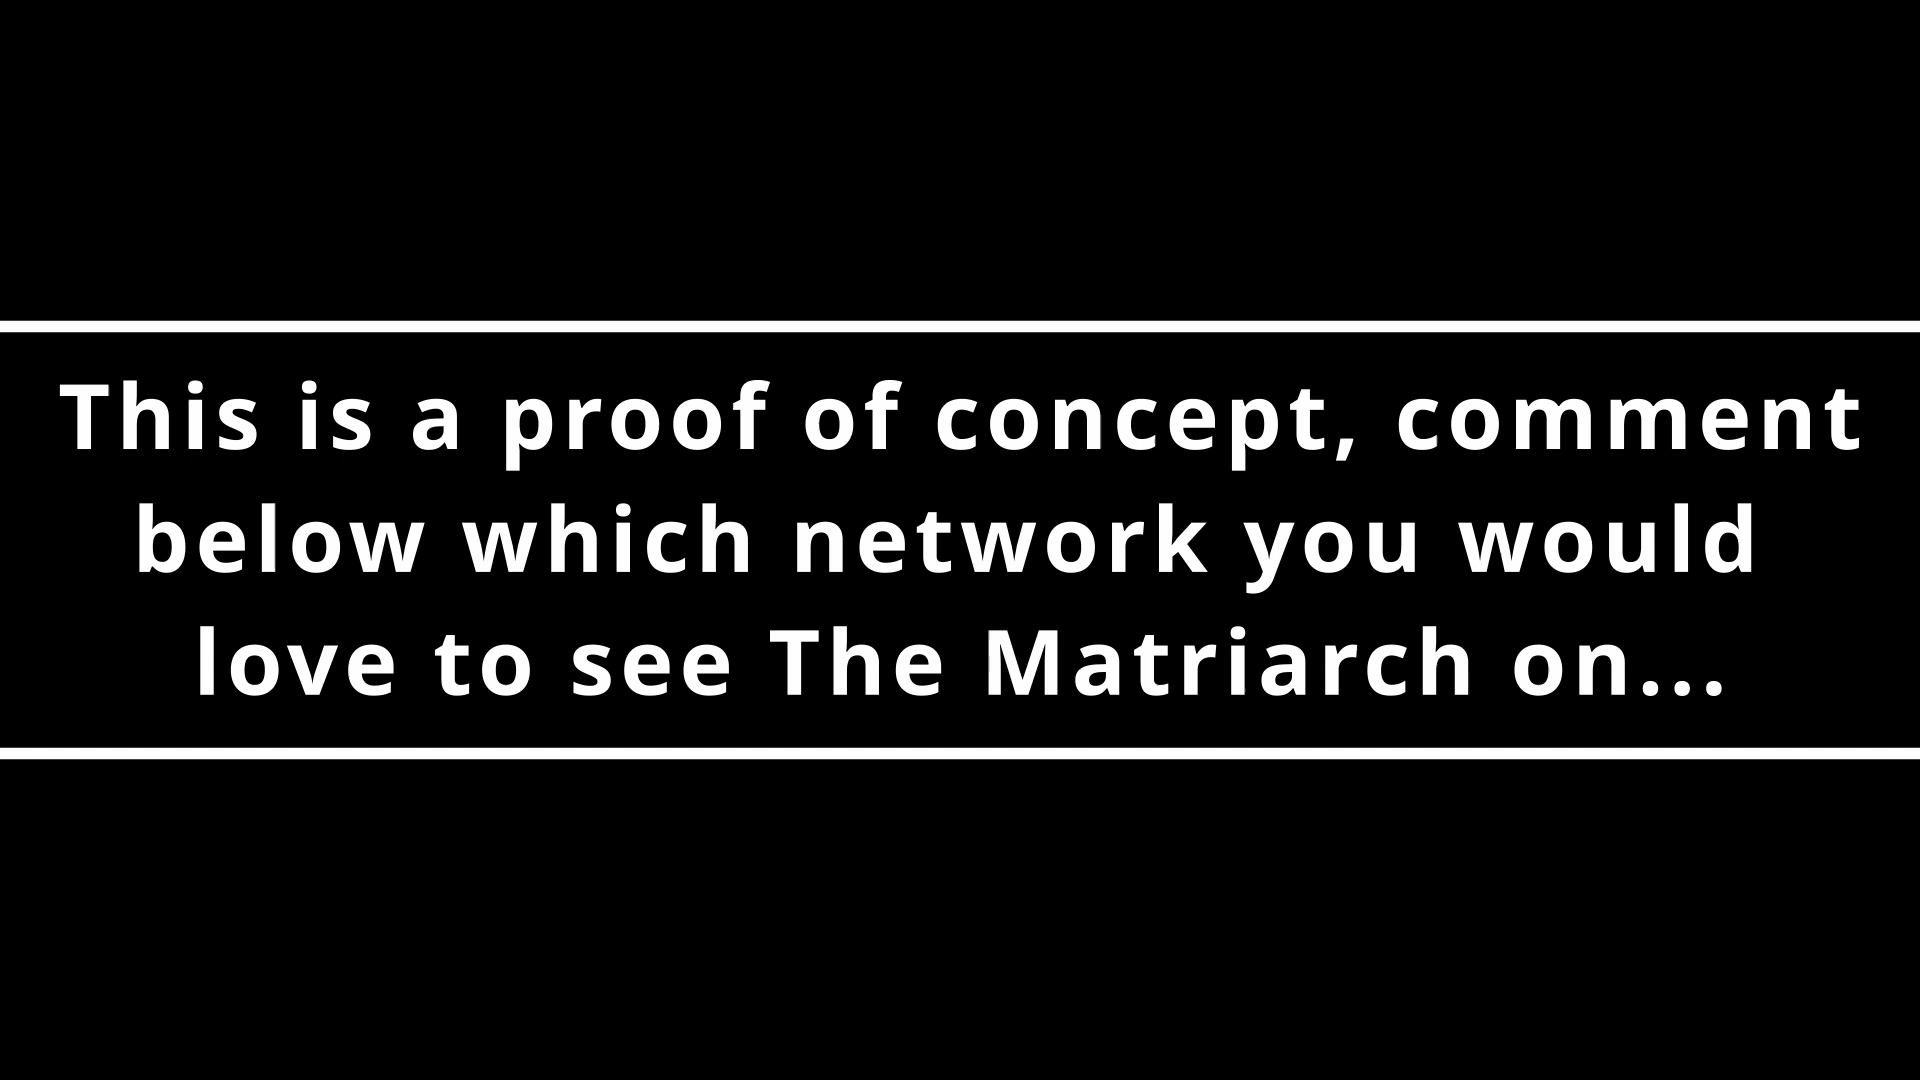 This is a proof of concept, comment
below which network you would
love to see The Matriarch on...